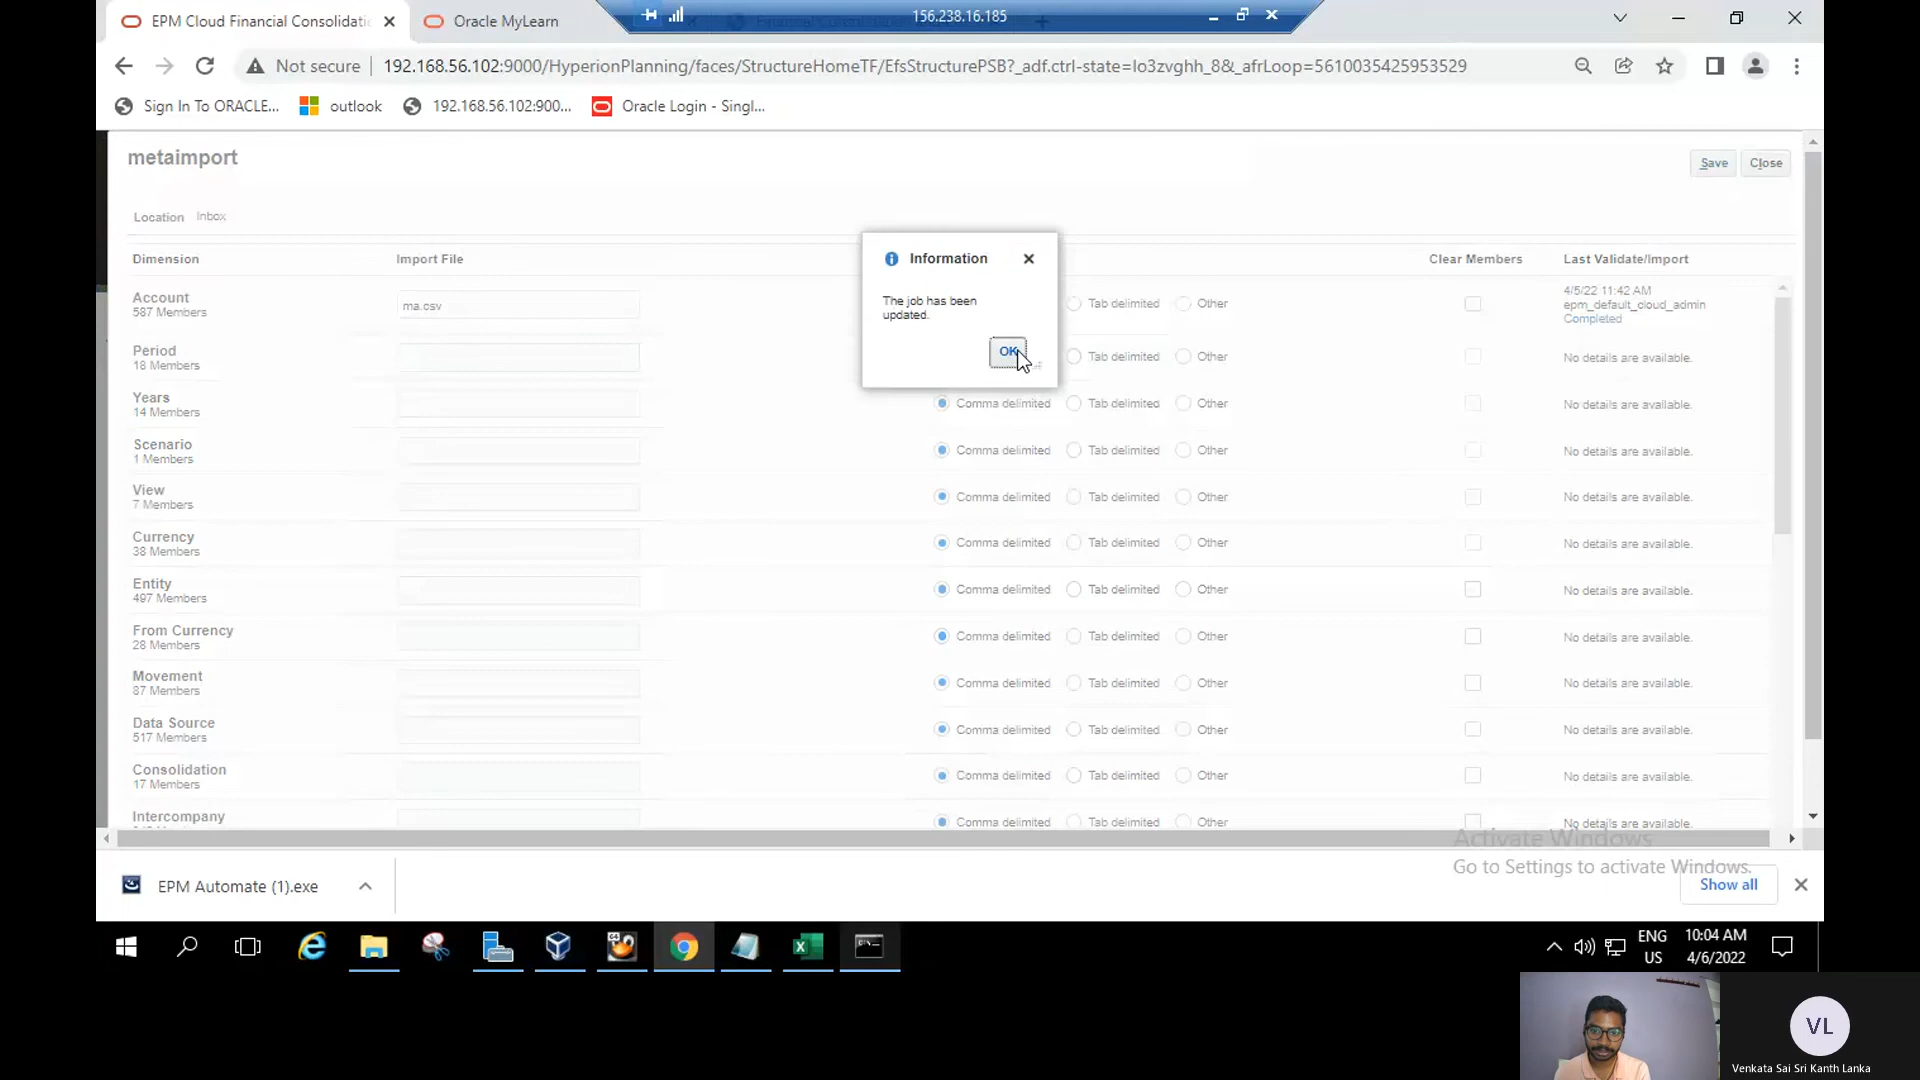 EPM Cloud Financial Consolidatio
Oracle MyLearn
156.238.16.185
Not secure
192.168.56.102:9000/HyperionPlanning/faces/StructureHomeTF/EfsStructurePSB?_adf.ctrl-state=lo3zvghh_8&_afrLoop=5610035425953529
Sign In To ORACLE...
outlook
192.168.56.102:900...
Oracle Login - Singl...
metaimport
Save
Close
Location Inbox
Dimension
Import File
Clear Members
Last Validate/Import
Information
The job has been
updated.
OK
Account
587 Members
ma.csv
Tab delimited
Other
4/5/22 11:42 AM
epm_default_cloud_admin
Completed
Period
18 Members
Tab delimited
Other
No details are available.
Years
14 Members
Comma delimited
Tab delimited
Other
No details are available.
Scenario
1 Members
Comma delimited
Tab delimited
Other
No details are available.
View
7 Members
Comma delimited
Tab delimited
Other
No details are available.
Currency
38 Members
Comma delimited
Tab delimited
Other
No details are available.
Entity
497 Members
Comma delimited
Tab delimited
Other
No details are available.
From Currency
28 Members
Comma delimited
Tab delimited
Other
No details are available.
Movement
87 Members
Comma delimited
Tab delimited
Other
No details are available.
Data Source
517 Members
Comma delimited
Tab delimited
Other
No details are available.
Consolidation
17 Members
Comma delimited
Tab delimited
Other
No details are available.
Intercompany
Comma delimited
Tab delimited
Other
No details are available.
Activate Windows
Go to Settings to activate Windows.
EPM Automate (1).exe
Show all
ENG
US
10:04 AM
4/6/2022
VL
Venkata Sai Sri Kanth Lanka